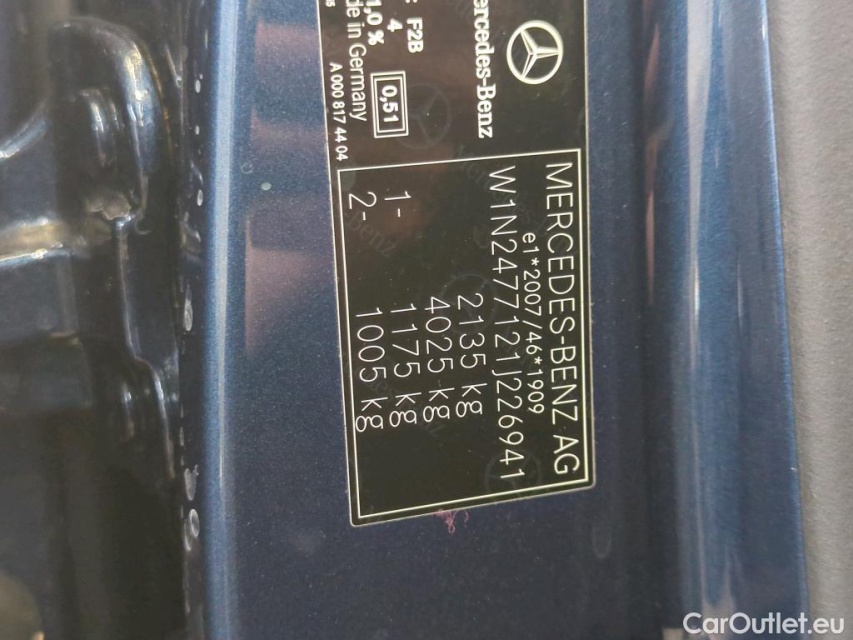 Mercedes-Benz
F2B
4
1,0 %
de in Germany
0,51
A 000 817 44 04
MERCEDES-BENZ AG
e1*2007/46*1909
W1N2477121J226941
2135 kg
4025 kg
1- 1175 kg
2- 1005 kg
CarOutlet.eu